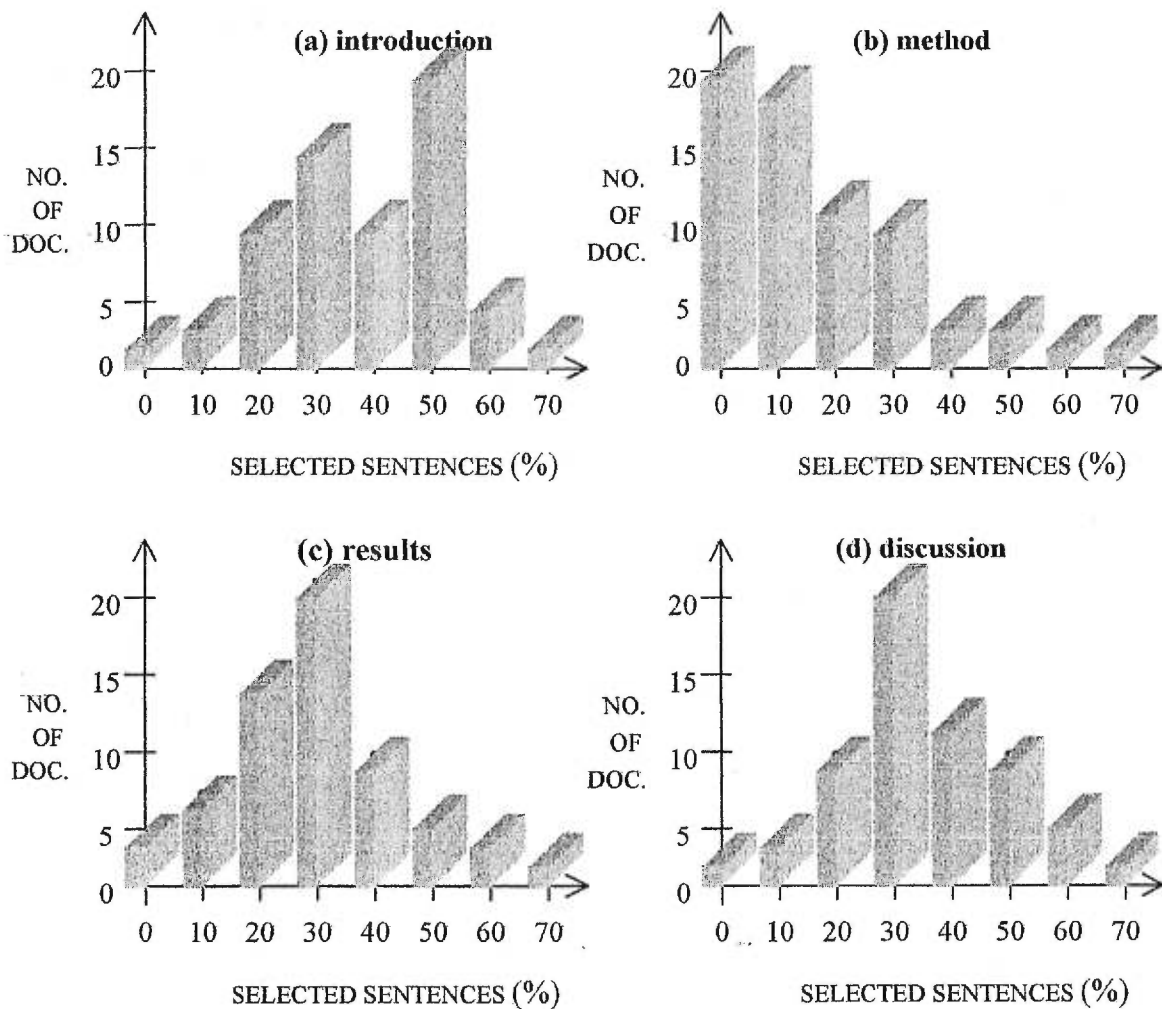 (a) introduction
20
15
10
5
0
NO.
OF
DOC.
0 10 20 30 40 50 60 70
SELECTED SENTENCES (%)
(b) method
20
15
10
5
0
NO.
OF
DOC.
0 10 20 30 40 50 60 70
SELECTED SENTENCES (%)
(c) results
20
15
10
5
0
NO.
OF
DOC.
0 10 20 30 40 50 60 70
SELECTED SENTENCES (%)
(d) discussion
20
15
10
5
0
NO.
OF
DOC.
0 10 20 30 40 50 60 70
SELECTED SENTENCES (%)